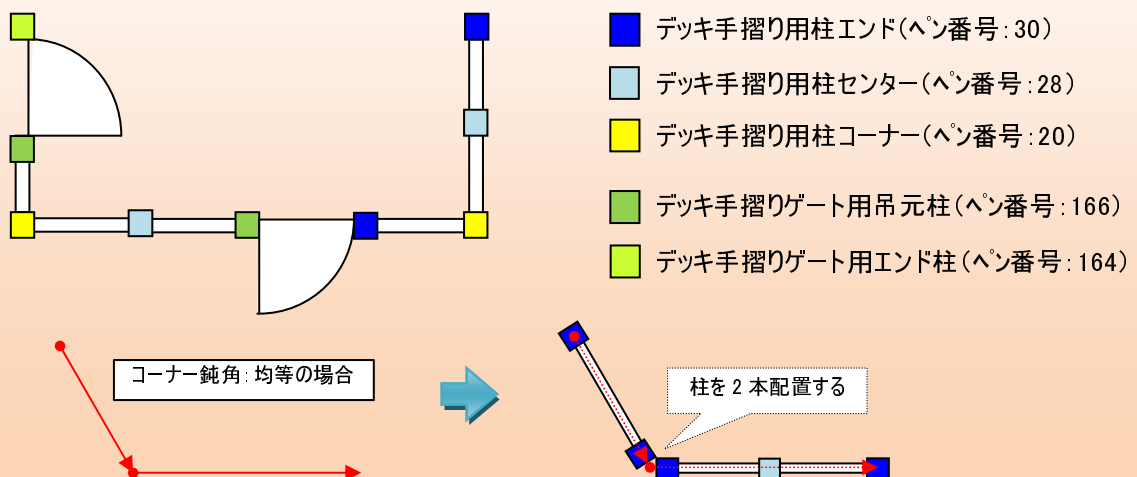 デッキ手摺り用柱エンド(ペン番号:30)
デッキ手摺り用柱センター(ペン番号:28)
デッキ手摺り用柱コーナー(ペン番号:20)
デッキ手摺りゲート用吊元柱(ペン番号:166)
デッキ手摺りゲート用エンド柱(ペン番号:164)
コーナー鈍角:均等の場合
柱を2本配置する